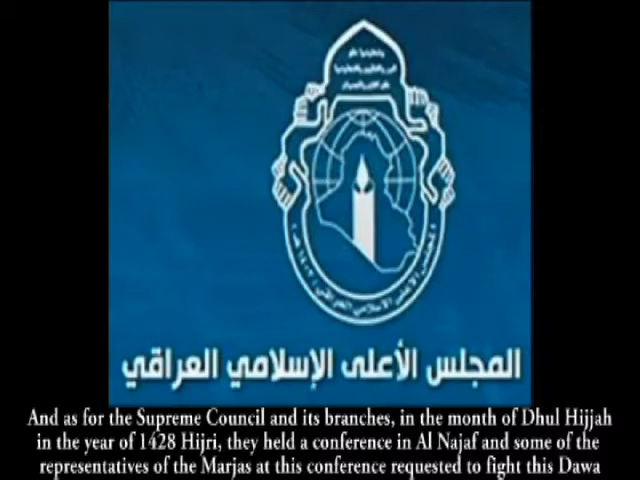 المجلس الأعلى الإسلامي العراقي
And as for the Supreme Council and its branches, in the month of Dhul Hijjah
in the year of 1428 Hijri, they held a conference in Al Najaf and some of the
representatives of the Marjas at this conference requested to fight this Dawa